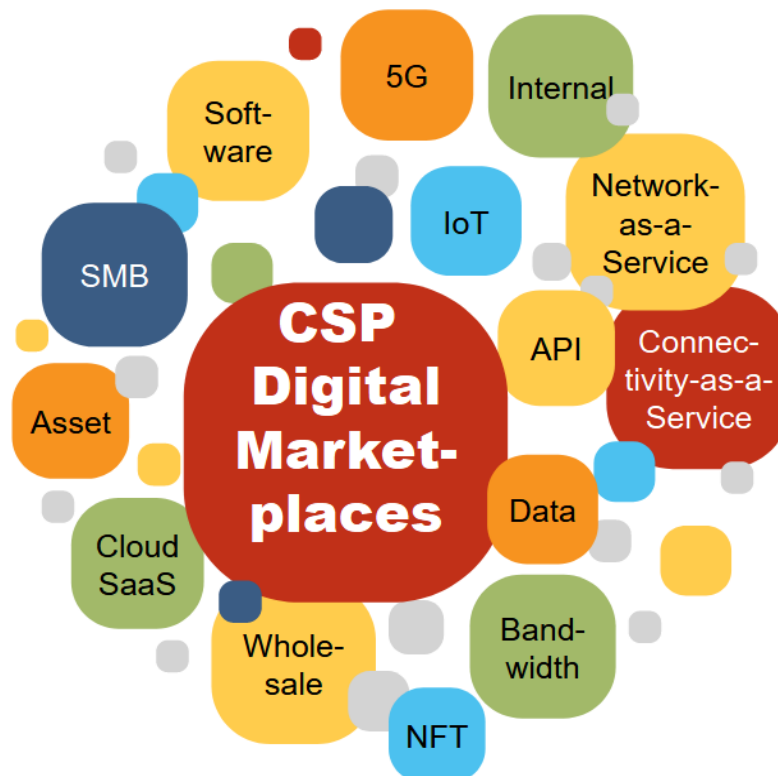 5G
Internal
Soft-
ware
Network-
as-a-
Service
IoT
SMB
CSP
Digital
Market-
places
API
Connec-
tivity-as-a-
Service
Asset
Data
Cloud
SaaS
Band-
width
Whole-
sale
NFT